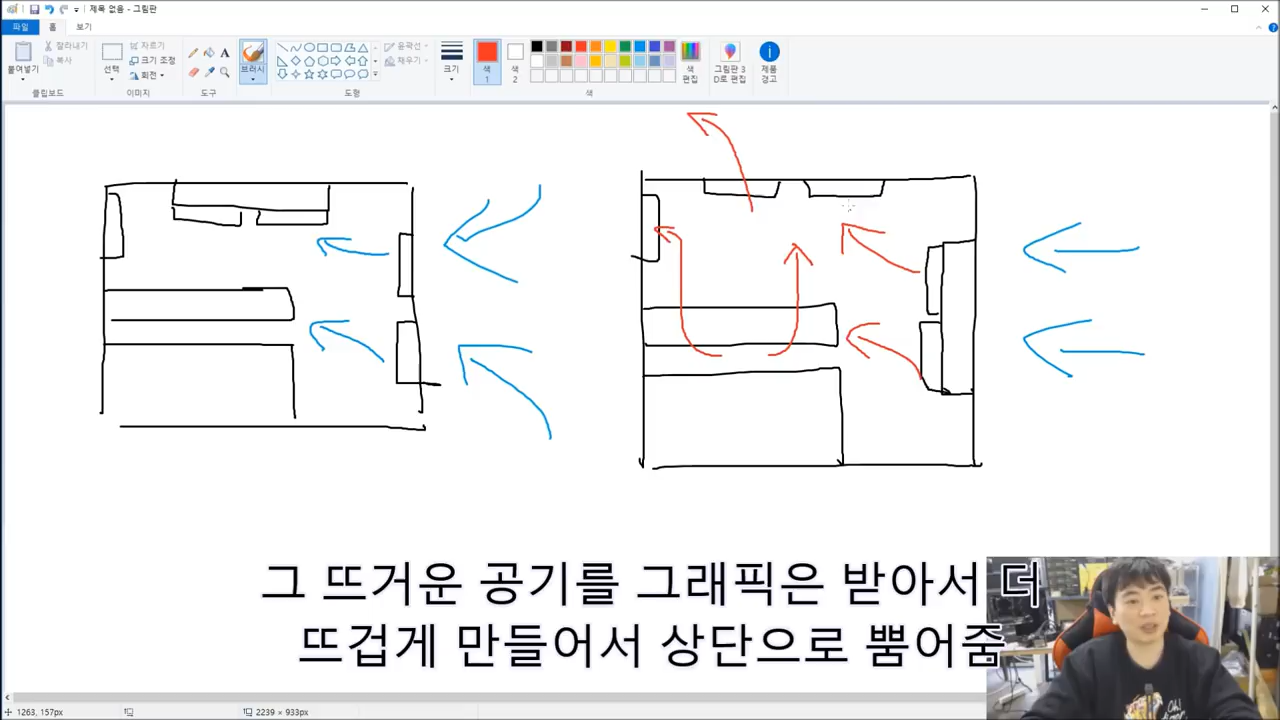 제목 없음 - 그림판
파일
홈
보기
붙여넣기
잘라내기
복사
클립보드
선택
자르기
크기 조정
회전
이미지
도구
A
브러시
윤곽선
채우기
도형
크기
색
1
색
2
색
편집
색
그림판 3
D로 편집
제품
경고
그 뜨거운 공기를 그래픽은 받아서 더
뜨겁게 만들어서 상단으로 뿜어줌
1263, 157px
2239 × 933px